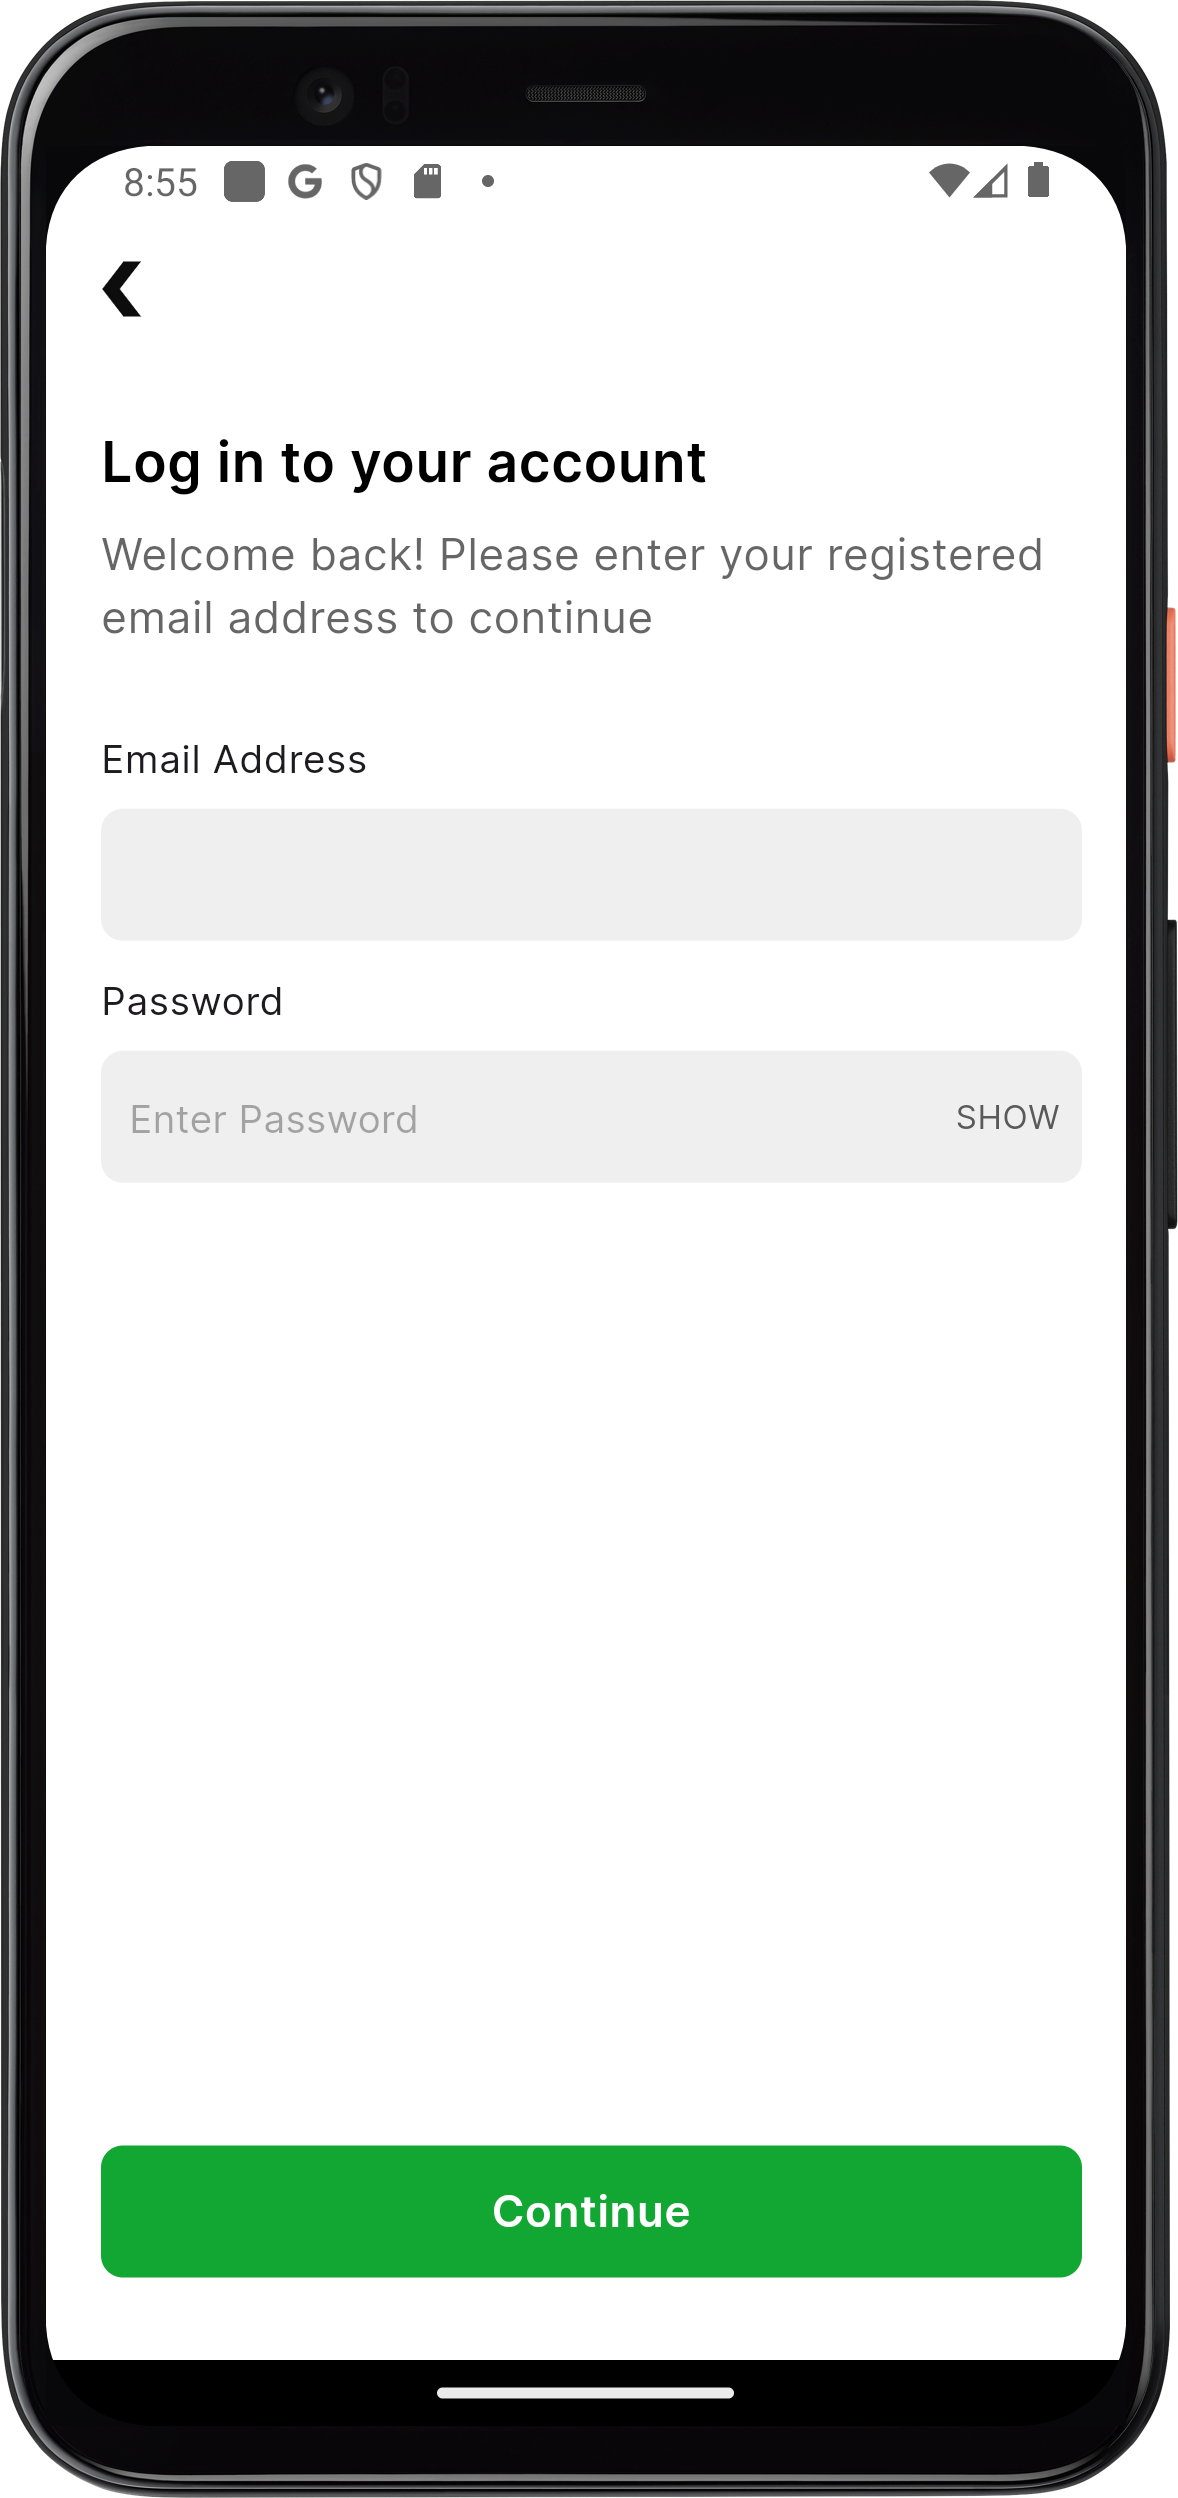 8:55
Log in to your account
Welcome back! Please enter your registered
email address to continue
Email Address
Password
Enter Password SHOW
Continue